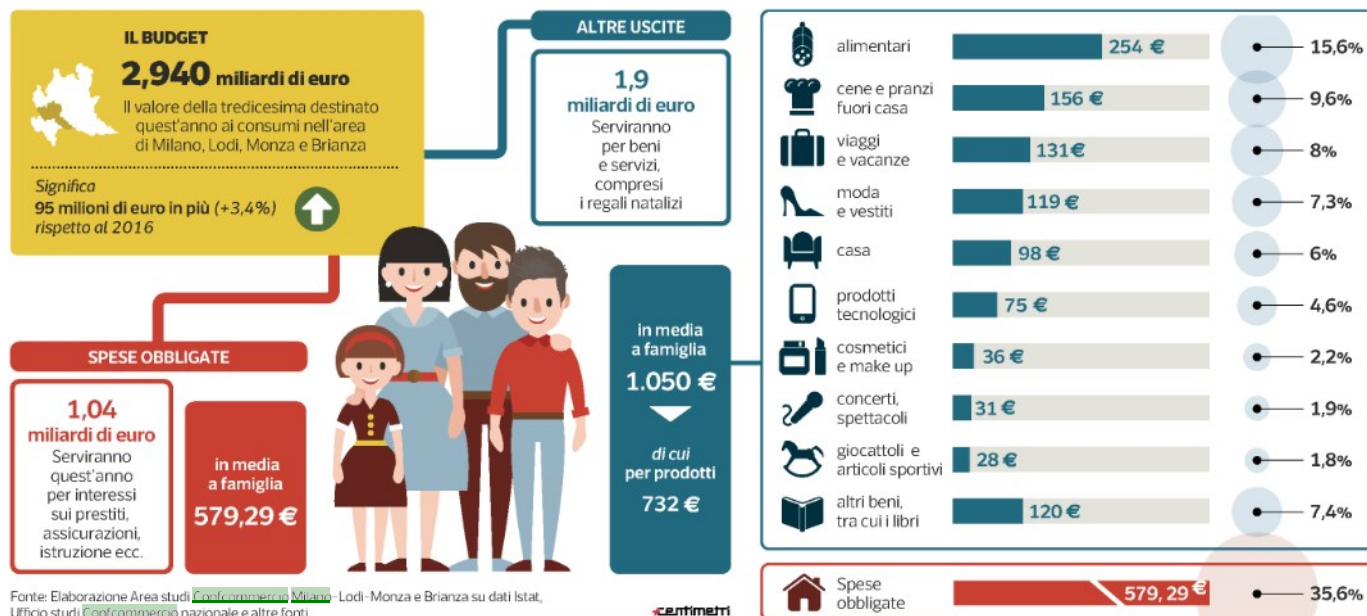 IL BUDGET
2,940 miliardi di euro
Il valore della tredicesima destinato
quest'anno ai consumi nell'area
di Milano, Lodi, Monza e Brianza
Significa
95 milioni di euro in più (+3,4%)
rispetto al 2016
ALTRE USCITE
1,9
miliardi di euro
Serviranno
per beni
e servizi,
compresi
i regali natalizi
SPESE OBBLIGATE
1,04
miliardi di euro
Serviranno
quest'anno
per interessi
sui prestiti,
assicurazioni,
istruzione ecc.
in media
a famiglia
579,29 €
in media
a famiglia
1.050 €
di cui
per prodotti
732 €
alimentari 254 € 15,6%
cene e pranzi
fuori casa 156 € 9,6%
viaggi
e vacanze 131€ 8%
moda
e vestiti 119 € 7,3%
casa 98 € 6%
prodotti
tecnologici 75 € 4,6%
cosmetici
e make up 36 € 2,2%
concerti,
spettacoli 31 € 1,9%
giocattoli e
articoli sportivi 28 € 1,8%
altri beni,
tra cui i libri 120 € 7,4%
Spese
obbligate 579, 29 € 35,6%
Fonte: Elaborazione Area studi Confcommercio Milano-Lodi-Monza e Brianza su dati Istat,
Ufficio studi Confcommercio nazionale e altre fonti
centimetri